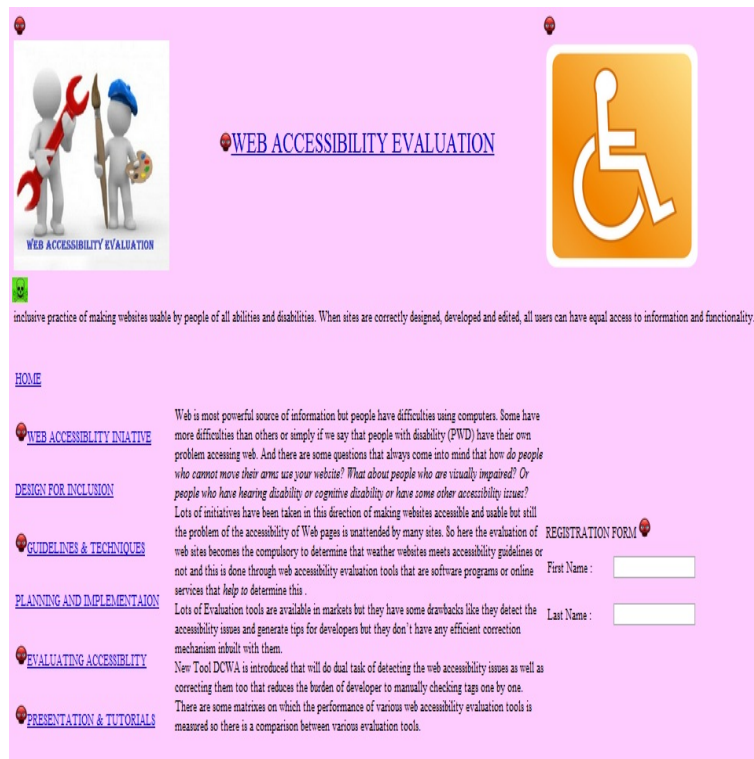 WEB ACCESSIBILITY EVALUATION
WEB ACCESSIBILITY EVALUATION
inclusive practice of making websites usable by people of all abilities and disabilities. When sites are correctly designed, developed and edited, all users can have equal access to information and functionality.
HOME
WEB ACCESSIBLITY INIATIVE
DESIGN FOR INCLUSION
GUIDELINES & TECHNIQUES
PLANNING AND IMPLEMENTAION
EVALUATING ACCESSIBLITY
PRESENTATION & TUTORIALS
Web is most powerful source of information but people have difficulties using computers. Some have
more difficulties than others or simply if we say that people with disability (PWD) have their own
problem accessing web. And there are some questions that always come into mind that how do people
who cannot move their arms use your website? What about people who are visually impaired? Or
people who have hearing disability or cognitive disability or have some other accessibility issues?
Lots of initiatives have been taken in this direction of making websites accessible and usable but still
the problem of the accessibility of Web pages is unattended by many sites. So here the evaluation of
web sites becomes the compulsory to determine that weather websites meets accessibility guidelines or
not and this is done through web accessibility evaluation tools that are software programs or online
services that help to determine this .
Lots of Evaluation tools are available in markets but they have some drawbacks like they detect the
accessibility issues and generate tips for developers but they don't have any efficient correction
mechanism inbuilt with them.
New Tool DCWA is introduced that will do dual task of detecting the web accessibility issues as well as
correcting them too that reduces the burden of developer to manually checking tags one by one.
There are some matrixes on which the performance of various web accessibility evaluation tools is
measured so there is a comparison between various evaluation tools.
REGISTRATION FORM
First Name :
Last Name :